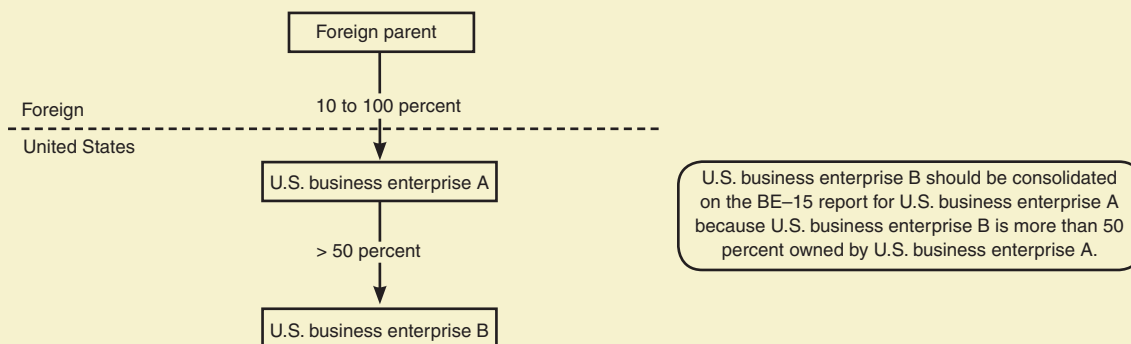 Foreign parent
10 to 100 percent
Foreign
United States
U.S. business enterprise A
> 50 percent
U.S. business enterprise B
U.S. business enterprise B should be consolidated
on the BE–15 report for U.S. business enterprise A
because U.S. business enterprise B is more than 50
percent owned by U.S. business enterprise A.